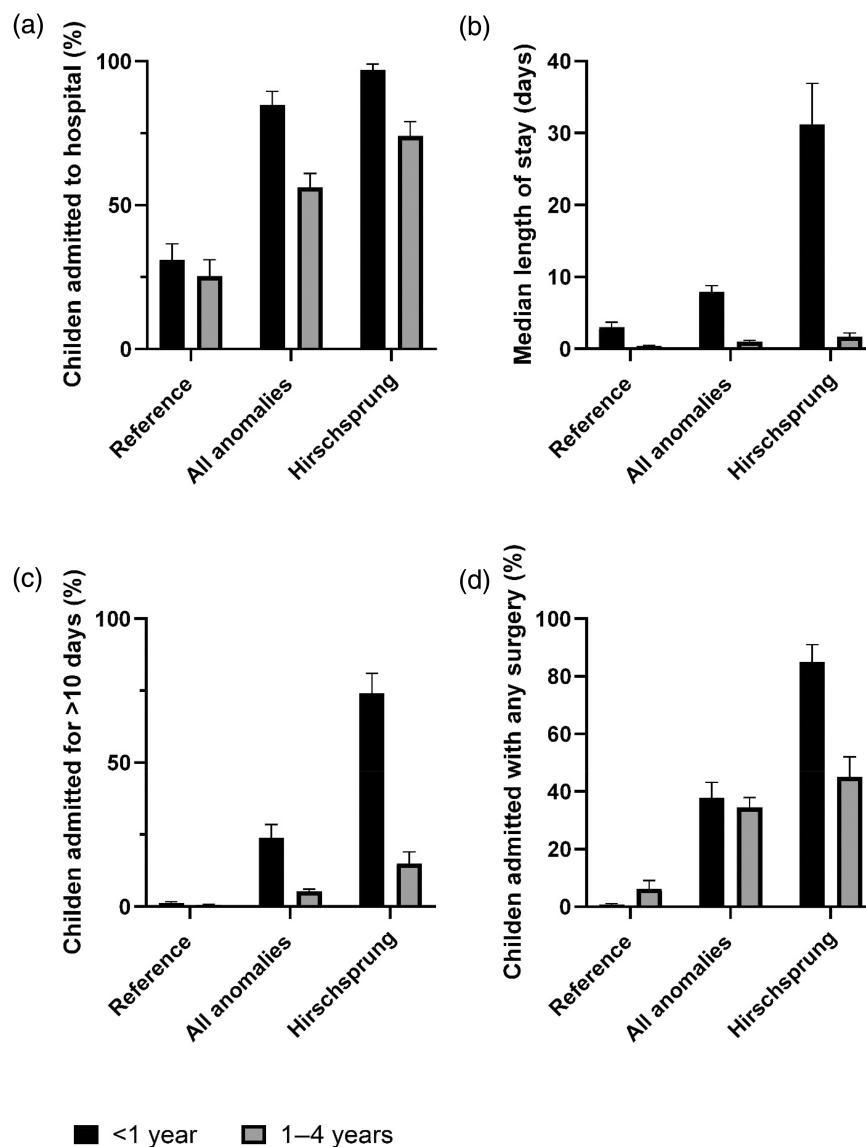 (a)
Childen admitted to hospital (%)
100
50
0
Reference
All anomalies
Hirschsprung
(b)
Median length of stay (days)
40
30
20
10
0
Reference
All anomalies
Hirschsprung
(c)
Childen admitted for >10 days (%)
100
50
0
Reference
All anomalies
Hirschsprung
(d)
Childen admitted with any surgery (%)
100
80
60
40
20
0
Reference
All anomalies
Hirschsprung
<1 year
1–4 years